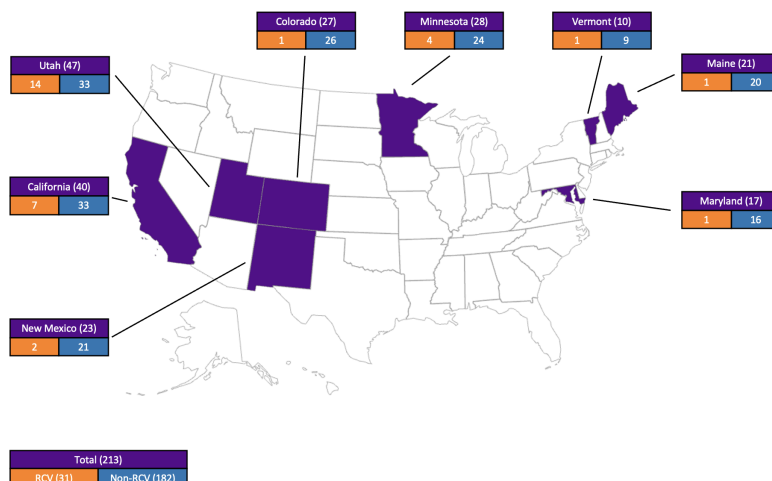 Colorado (27)
1 26
Minnesota (28)
4 24
Vermont (10)
1 9
Utah (47)
14 33
Maine (21)
1 20
California (40)
7 33
Maryland (17)
1 16
New Mexico (23)
2 21
Total (213)
RCV (31) Non-RCV (182)